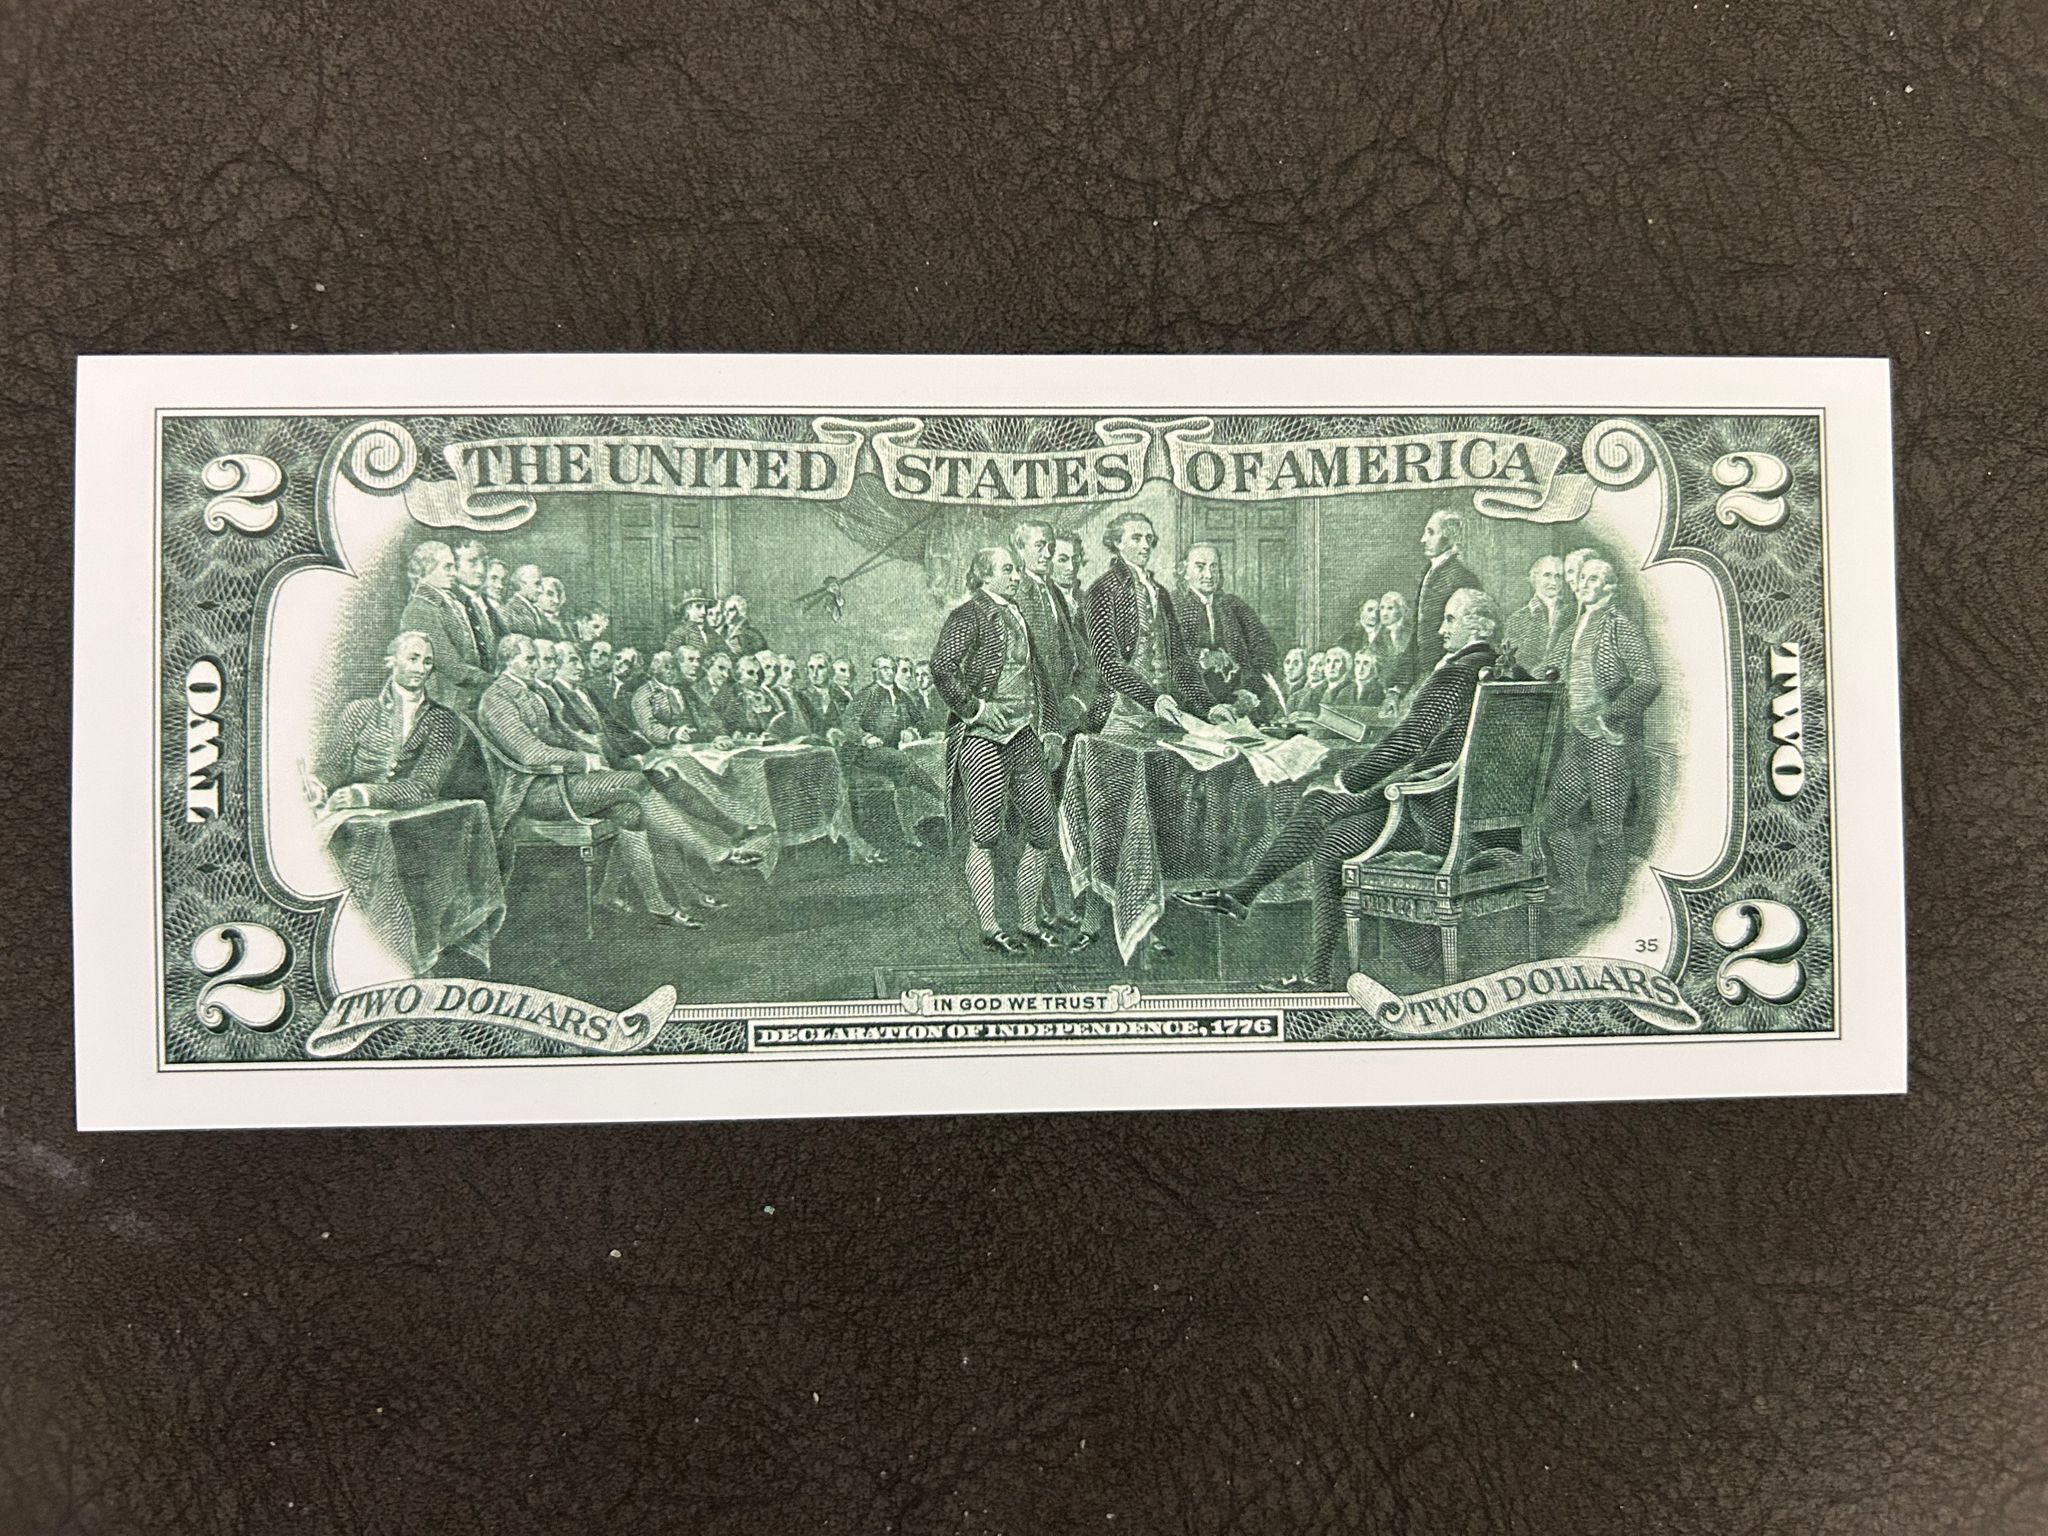 THE UNITED STATES OF AMERICA
2
2
TWO
TWO
2
2
35
TWO DOLLARS
IN GOD WE TRUST
TWO DOLLARS
DECLARATION OF INDEPENDENCE, 1776